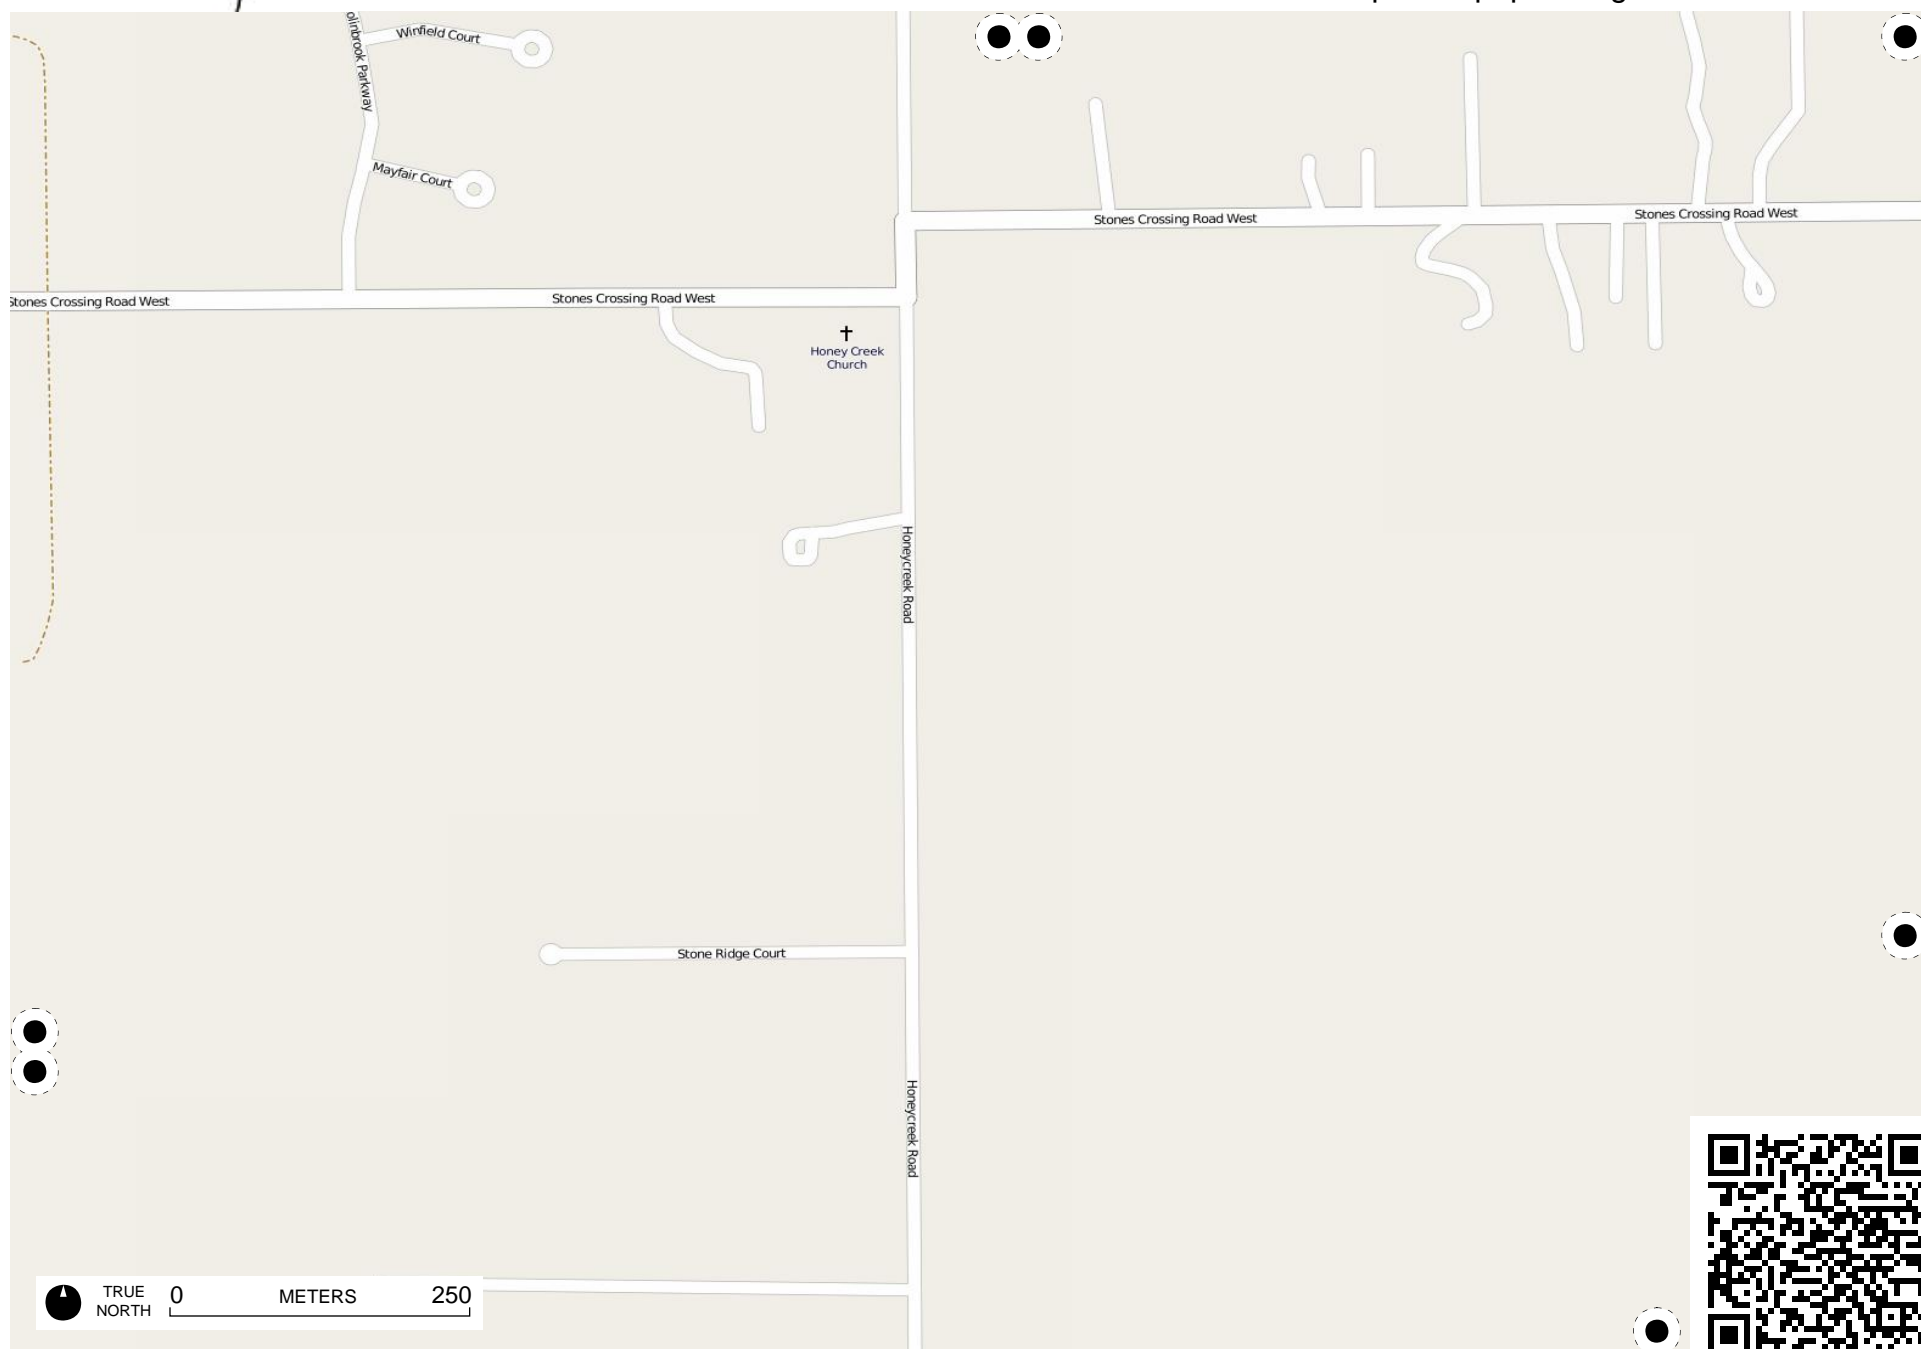 Winfield Court
olinbrook Parkway
Mayfair Court
Stones Crossing Road West
Stones Crossing Road West
Stones Crossing Road West
Stones Crossing Road West
Honey Creek
Church
Honeycreek Road
Stone Ridge Court
Honeycreek Road
TRUE
NORTH
0 METERS 250